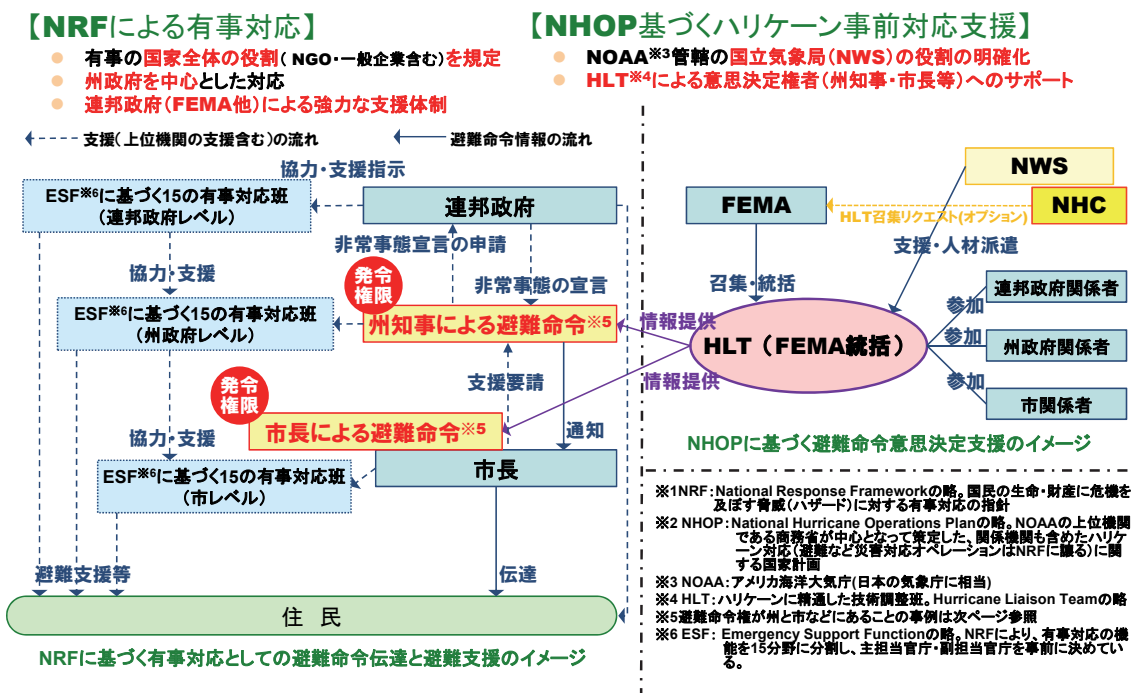 【NRFによる有事対応】
有事の国家全体の役割(NGO・一般企業含む)を規定
州政府を中心とした対応
連邦政府(FEMA他)による強力な支援体制
支援(上位機関の支援含む)の流れ
避難命令情報の流れ
協力・支援指示
ESF※6に基づく15の有事対応班
(連邦政府レベル)
連邦政府
非常事態宣言の申請
発令
権限
非常事態の宣言
協力・支援
ESF※6に基づく15の有事対応班
(州政府レベル)
州知事による避難命令※5
支援要請
発令
権限
市長による避難命令※5
通知
協力・支援
市長
ESF※6に基づく15の有事対応班
(市レベル)
避難支援等
伝達
住 民
NRFに基づく有事対応としての避難命令伝達と避難支援のイメージ
【NHOP基づくハリケーン事前対応支援】
NOAA※3管轄の国立気象局(NWS)の役割の明確化
HLT※4による意思決定権者(州知事・市長等)へのサポート
NWS
FEMA
NHC
HLT召集リクエスト(オプション)
支援・人材派遣
召集・統括
連邦政府関係者
参加
情報提供
HLT(FEMA統括)
参加
州政府関係者
情報提供
参加
市関係者
NHOPに基づく避難命令意思決定支援のイメージ
※1NRF:National Response Frameworkの略。国民の生命・財産に危機を
及ぼす脅威(ハザード)に対する有事対応の指針
※2 NHOP:National Hurricane Operations Planの略。NOAAの上位機関
である商務省が中心となって策定した、関係機関も含めたハリケ
ーン対応(避難など災害対応オペレーションはNRFに譲る)に関
する国家計画
※3 NOAA:アメリカ海洋大気庁(日本の気象庁に相当)
※4 HLT:ハリケーンに精通した技術調整班。Hurricane Liaison Teamの略
※5避難命令権が州と市などにあることの事例は次ページ参照
※6 ESF: Emergency Support Functionの略。NRFにより、有事対応の機
能を15分野に分割し、主担当官庁・副担当官庁を事前に決めてい
る。